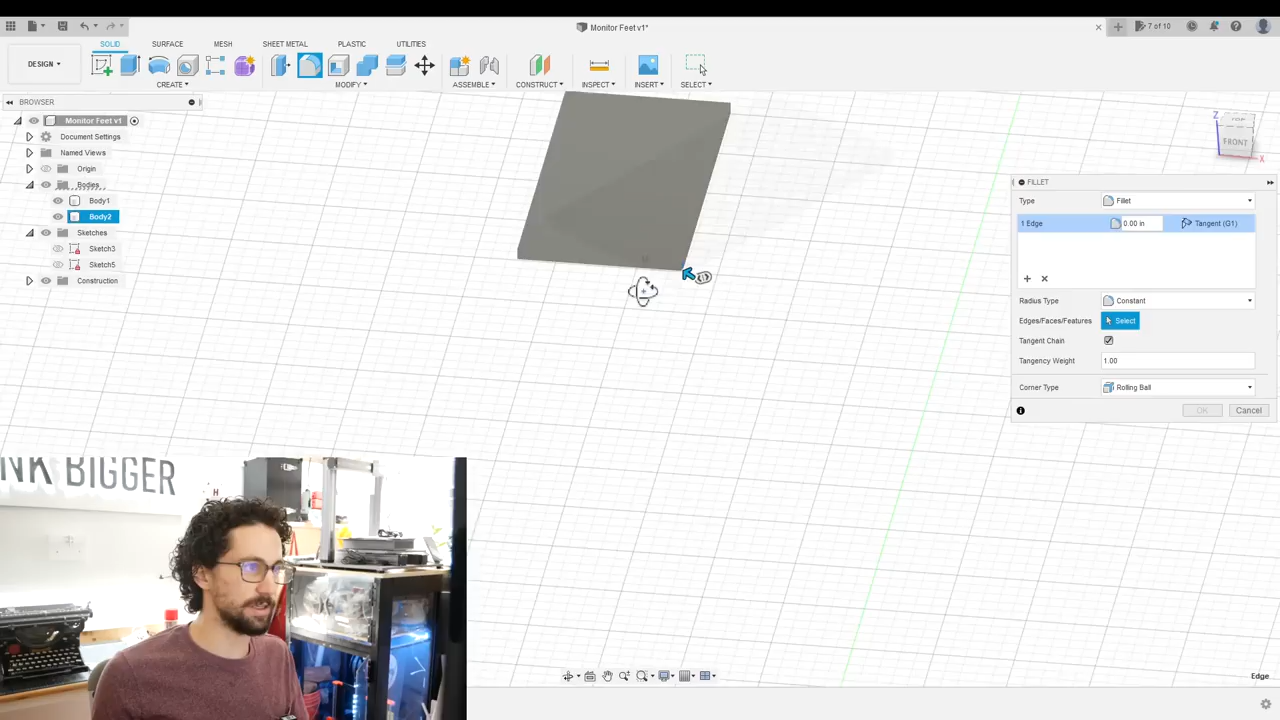 Monitor Feet v1*
7 of 10
DESIGN
SOLID
SURFACE
MESH
SHEET METAL
PLASTIC
UTILITIES
CREATE
MODIFY
ASSEMBLE
CONSTRUCT
INSPECT
INSERT
SELECT
BROWSER
Monitor Feet v1
Document Settings
Named Views
Origin
Bodies
Body1
Body2
Sketches
Sketch3
Sketch5
Construction
Z
FRONT
X
FILLET
Type
Fillet
1 Edge
0.00 in
Tangent (G1)
Radius Type
Constant
Edges/Faces/Features
Select
Tangent Chain
Tangency Weight
1.00
Corner Type
Rolling Ball
OK
Cancel
NK BIGGER
Edge